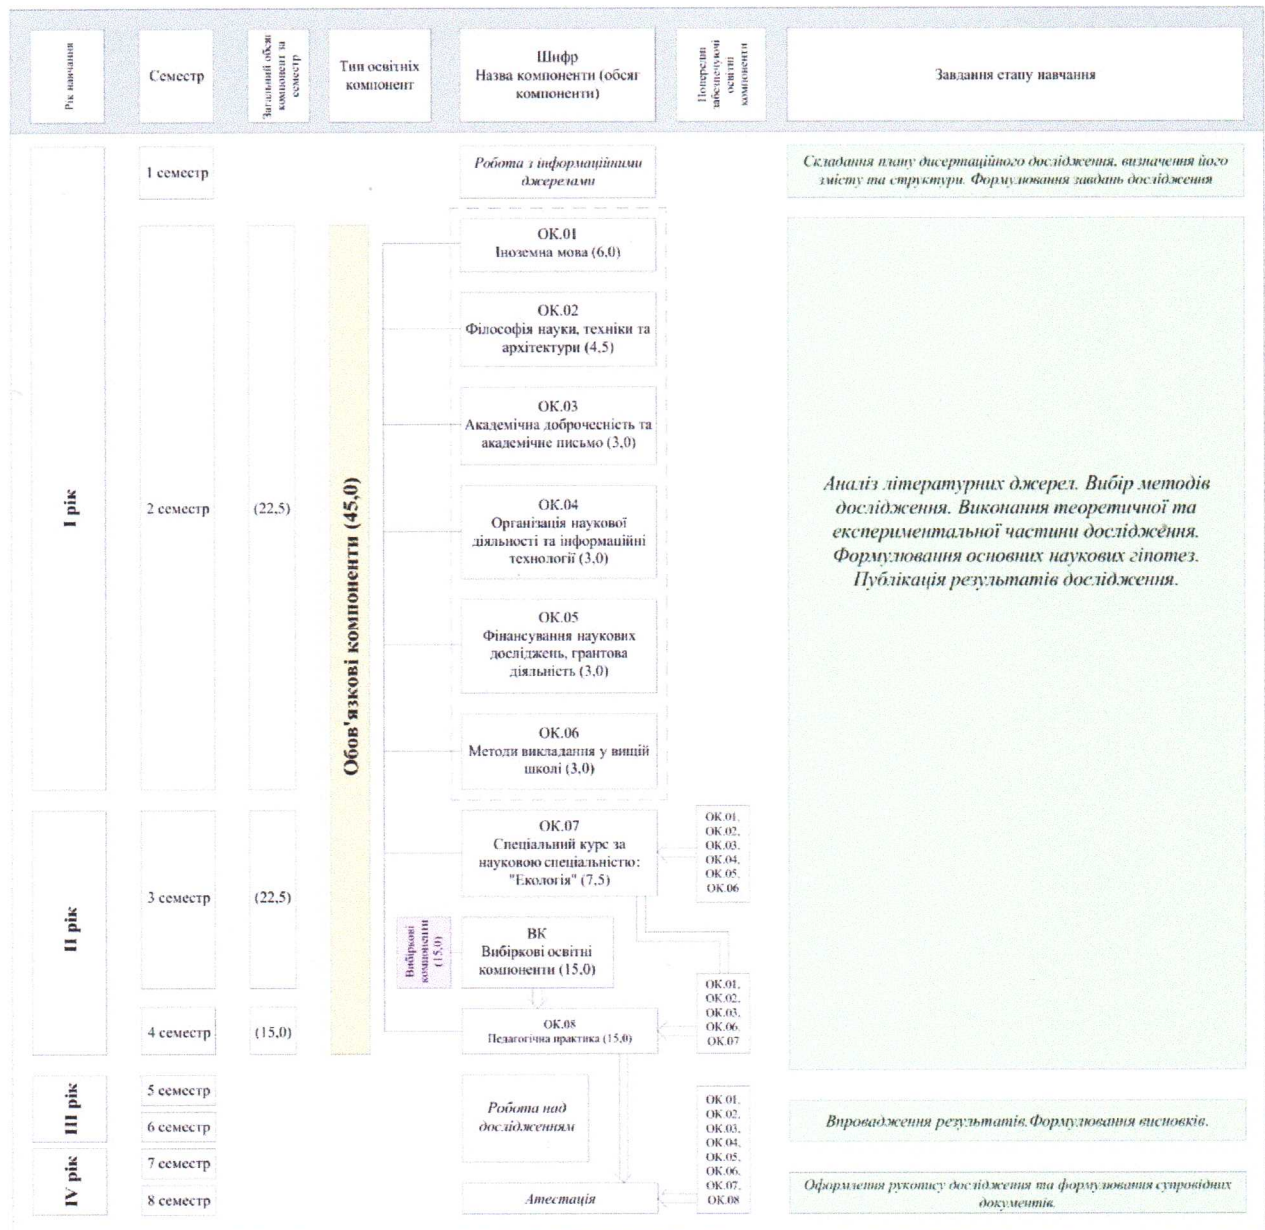 Рік навчання
Семестр
Загальний обсяг
компонент за
семестр
Тип освітніх
компонент
Шифр
Назва компоненти (обсяг
компоненти)
Попередні
забезпечуючі
освітні
компоненти
Завдання етапу навчання
I рік
1 семестр
Робота з інформаційними
джерелами
Складання плану дисертаційного дослідження, визначення його
змісту та структури. Формулювання завдань дослідження
2 семестр
(22,5)
Обов'язкові компоненти (45,0)
ОК.01
Іноземна мова (6,0)
ОК.02
Філософія науки, техніки та
архітектури (4,5)
ОК.03
Академічна доброчесність та
академічне письмо (3,0)
ОК.04
Організація наукової
діяльності та інформаційні
технології (3,0)
ОК.05
Фінансування наукових
досліджень, грантова
діяльність (3,0)
ОК.06
Методи викладання у вищій
школі (3,0)
Аналіз літературних джерел. Вибір методів
дослідження. Виконання теоретичної та
експериментальної частини дослідження.
Формулювання основних наукових гіпотез.
Публікація результатів дослідження.
II рік
3 семестр
(22,5)
ОК.07
Спеціальний курс за
науковою спеціальністю:
"Екологія" (7,5)
ОК.01,
ОК.02,
ОК.03,
ОК.04,
ОК.05,
ОК.06
Вибіркові
компоненти
(15,0)
ВК
Вибіркові освітні
компоненти (15,0)
4 семестр
(15,0)
ОК.08
Педагогічна практика (15,0)
ОК.01,
ОК.02,
ОК.03,
ОК.06,
ОК.07
III рік
5 семестр
6 семестр
Робота над
дослідженням
ОК.01,
ОК.02,
ОК.03,
ОК.04,
ОК.05,
ОК.06,
ОК.07,
ОК.08
Впровадження результатів. Формулювання висновків.
IV рік
7 семестр
8 семестр
Атестація
Оформлення рукопису дослідження та формулювання супровідних
документів.